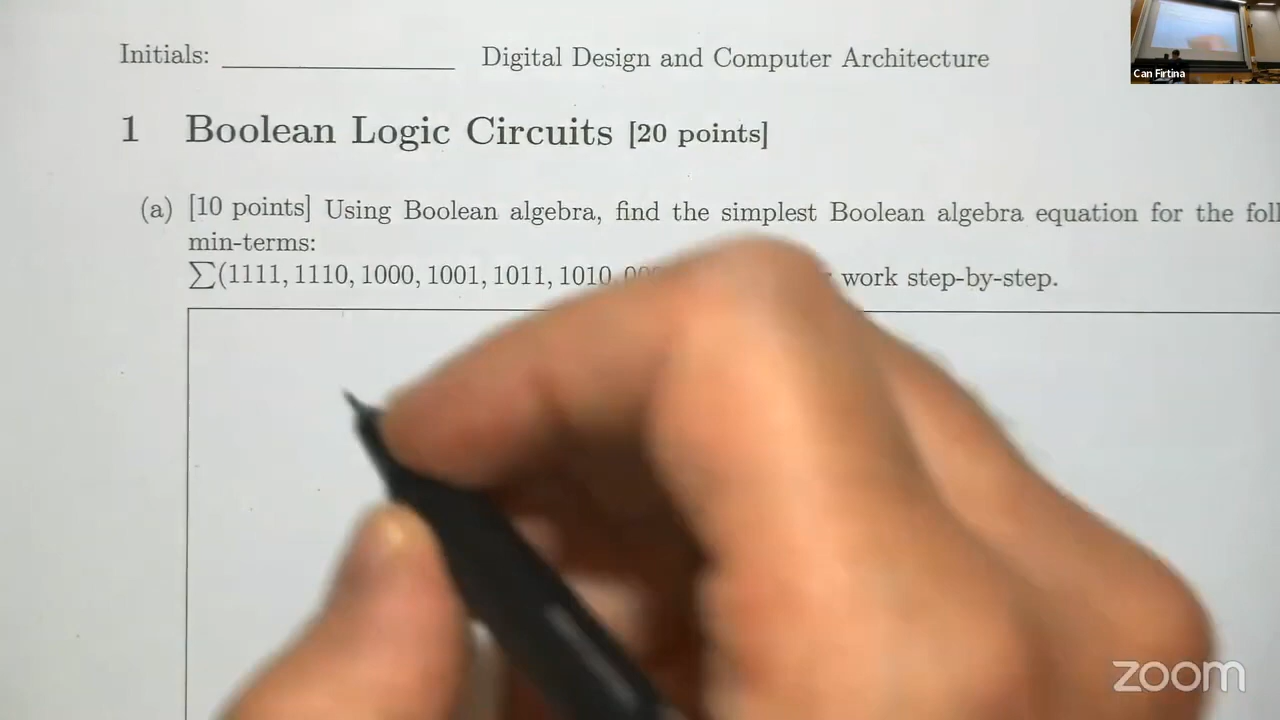 Initials: Digital Design and Computer Architecture
Can Firtina
1 Boolean Logic Circuits [20 points]
(a) [10 points] Using Boolean algebra, find the simplest Boolean algebra equation for the
min-terms:
∑(1111, 1110, 1000, 1001, 1011, 1010, work step-by-step.
zoom